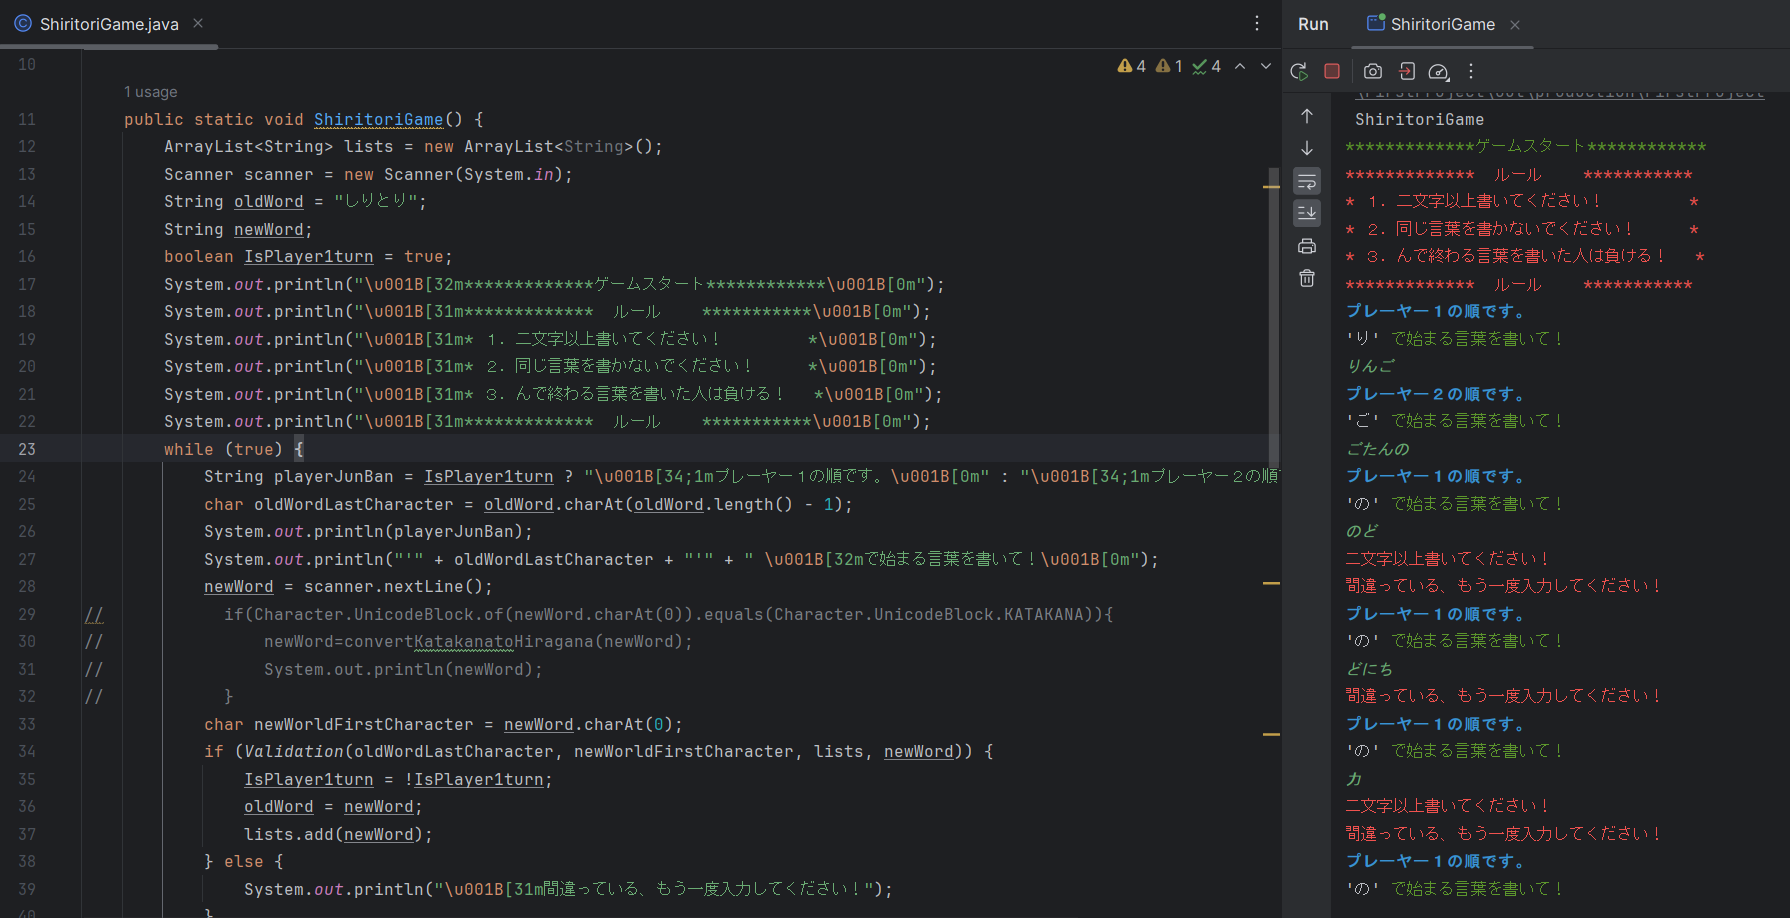 ShiritoriGame.java
4 1 4
10
1 usage
11 public static void ShiritoriGame() {
12 ArrayList<String> lists = new ArrayList<String>();
13 Scanner scanner = new Scanner(System.in);
14 String oldWord = "しりとり";
15 String newWord;
16 boolean IsPlayer1turn = true;
17 System.out.println("\u001B[32m*************ゲームスタート************\u001B[0m");
18 System.out.println("\u001B[31m************* ルール ***********\u001B[0m");
19 System.out.println("\u001B[31m* １．二文字以上書いてください！ *\u001B[0m");
20 System.out.println("\u001B[31m* ２．同じ言葉を書かないでください！ *\u001B[0m");
21 System.out.println("\u001B[31m* ３．んで終わる言葉を書いた人は負ける！ *\u001B[0m");
22 System.out.println("\u001B[31m************* ルール ***********\u001B[0m");
23 while (true) {
24 String playerJunBan = IsPlayer1turn ? "\u001B[34;1mプレーヤー１の順です。\u001B[0m" : "\u001B[34;1mプレーヤー２の順
25 char oldWordLastCharacter = oldWord.charAt(oldWord.length() - 1);
26 System.out.println(playerJunBan);
27 System.out.println("'" + oldWordLastCharacter + "'" + " \u001B[32mで始まる言葉を書いて！\u001B[0m");
28 newWord = scanner.nextLine();
29 // if(Character.UnicodeBlock.of(newWord.charAt(0)).equals(Character.UnicodeBlock.KATAKANA)){
30 // newWord=convertKatakanatoHiragana(newWord);
31 // System.out.println(newWord);
32 // }
33 char newWorldFirstCharacter = newWord.charAt(0);
34 if (Validation(oldWordLastCharacter, newWorldFirstCharacter, lists, newWord)) {
35 IsPlayer1turn = !IsPlayer1turn;
36 oldWord = newWord;
37 lists.add(newWord);
38 } else {
39 System.out.println("\u001B[31m間違っている、もう一度入力してください！");
40 }
Run ShiritoriGame
\FirstProject\out\production\FirstProject
ShiritoriGame
*************ゲームスタート************
************* ルール ***********
* １．二文字以上書いてください！ *
* ２．同じ言葉を書かないでください！ *
* ３．んで終わる言葉を書いた人は負ける！ *
************* ルール ***********
プレーヤー１の順です。
'り' で始まる言葉を書いて！
りんご
プレーヤー２の順です。
'ご' で始まる言葉を書いて！
ごたんの
プレーヤー１の順です。
'の' で始まる言葉を書いて！
のど
二文字以上書いてください！
間違っている、もう一度入力してください！
プレーヤー１の順です。
'の' で始まる言葉を書いて！
どにち
間違っている、もう一度入力してください！
プレーヤー１の順です。
'の' で始まる言葉を書いて！
カ
二文字以上書いてください！
間違っている、もう一度入力してください！
プレーヤー１の順です。
'の' で始まる言葉を書いて！